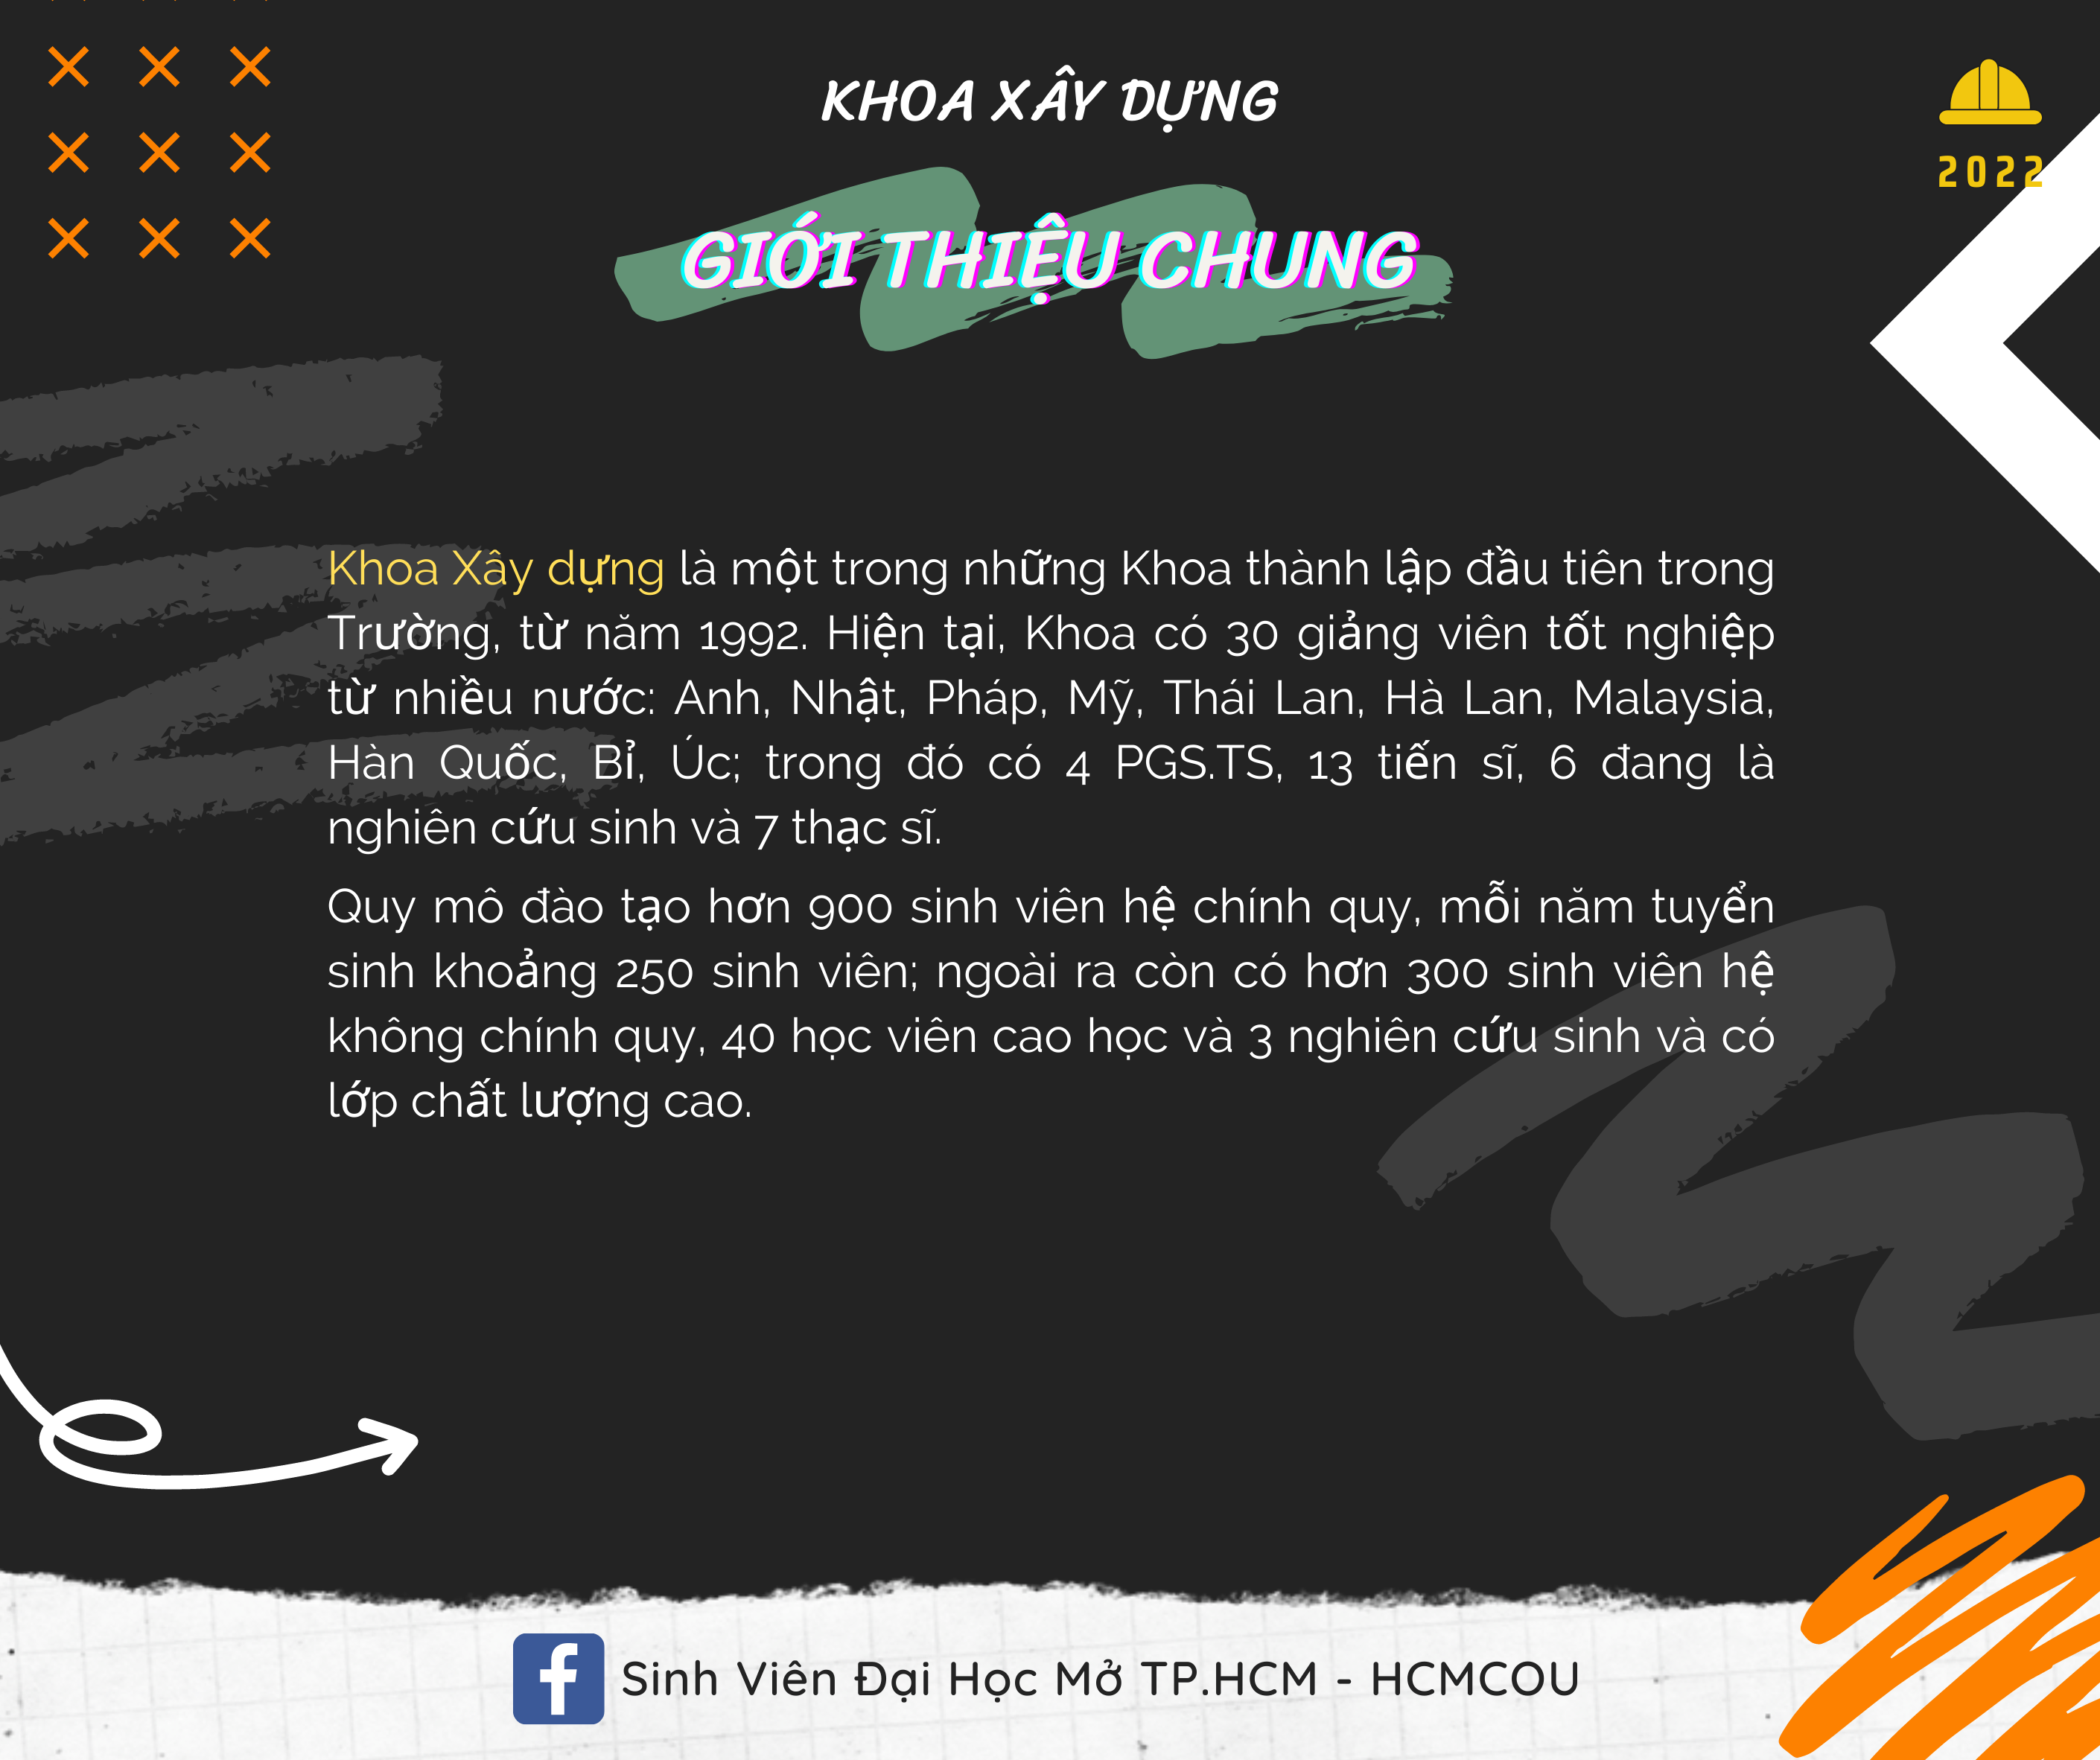 KHOA XÂY DỰNG
2022
GIỚI THIỆU CHUNG
Khoa Xây dựng là một trong những Khoa thành lập đầu tiên trong
Trường, từ năm 1992. Hiện tại, Khoa có 30 giảng viên tốt nghiệp
từ nhiều nước: Anh, Nhật, Pháp, Mỹ, Thái Lan, Hà Lan, Malaysia,
Hàn Quốc, Bỉ, Úc; trong đó có 4 PGS.TS, 13 tiến sĩ, 6 đang là
nghiên cứu sinh và 7 thạc sĩ.
Quy mô đào tạo hơn 900 sinh viên hệ chính quy, mỗi năm tuyển
sinh khoảng 250 sinh viên; ngoài ra còn có hơn 300 sinh viên hệ
không chính quy, 40 học viên cao học và 3 nghiên cứu sinh và có
lớp chất lượng cao.
Sinh Viên Đại Học Mở TP.HCM - HCMCOU